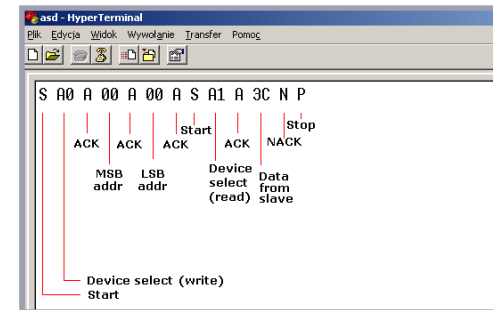 asd - HyperTerminal
Plik Edycja Widok Wywołanie Transfer Pomoc
S A0 A 00 A 00 A S A1 A 3C N P
Start Stop
ACK ACK ACK ACK NACK
MSB addr LSB addr Device select (read) Data from slave
Device select (write)
Start